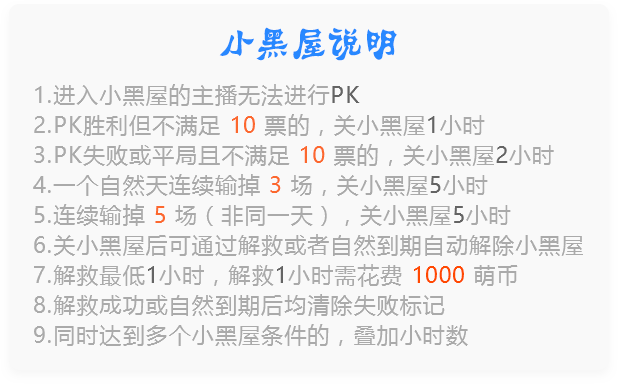 小黑屋说明
1.进入小黑屋的主播无法进行PK
2.PK胜利但不满足 10 票的，关小黑屋1小时
3.PK失败或平局且不满足 10 票的，关小黑屋2小时
4.一个自然天连续输掉 3 场，关小黑屋5小时
5.连续输掉 5 场（非同一天），关小黑屋5小时
6.关小黑屋后可通过解救或者自然到期自动解除小黑屋
7.解救最低1小时，解救1小时需花费 1000 萌币
8.解救成功或自然到期后均清除失败标记
9.同时达到多个小黑屋条件的，叠加小时数